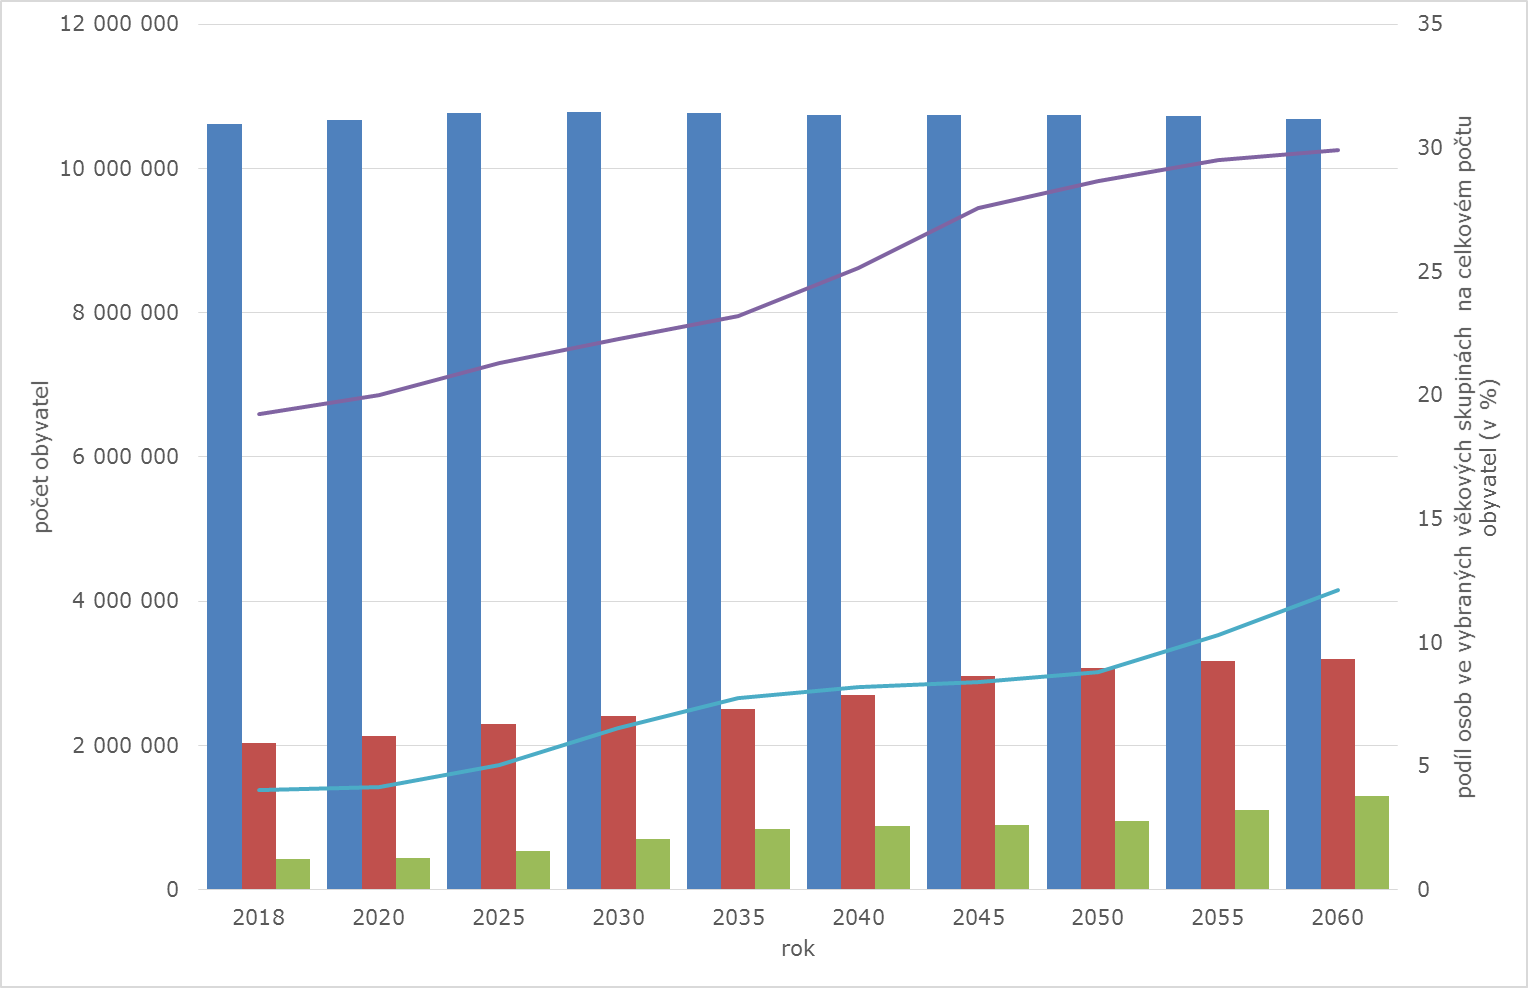 12 000 000
10 000 000
8 000 000
6 000 000
4 000 000
2 000 000
0
počet obyvatel
35
30
25
20
15
10
5
0
podíl osob ve vybraných věkových skupinách na celkovém počtu
obyvatel (v %)
2018 2020 2025 2030 2035 2040 2045 2050 2055 2060
rok